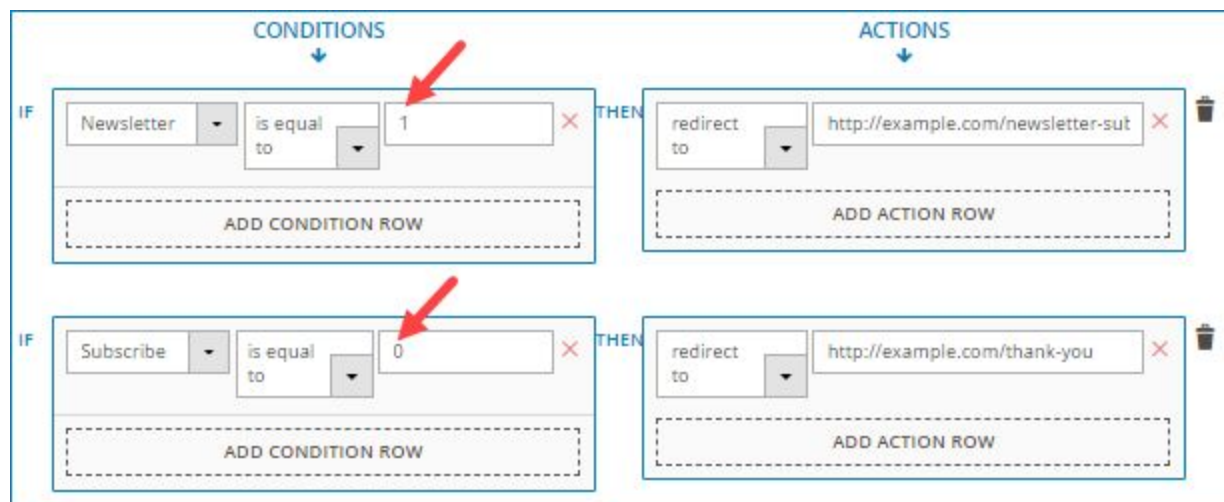 CONDITIONS
ACTIONS
IF
Newsletter
is equal
to
1
THEN
redirect
to
http://example.com/newsletter-sub
ADD CONDITION ROW
ADD ACTION ROW
IF
Subscribe
is equal
to
0
THEN
redirect
to
http://example.com/thank-you
ADD CONDITION ROW
ADD ACTION ROW